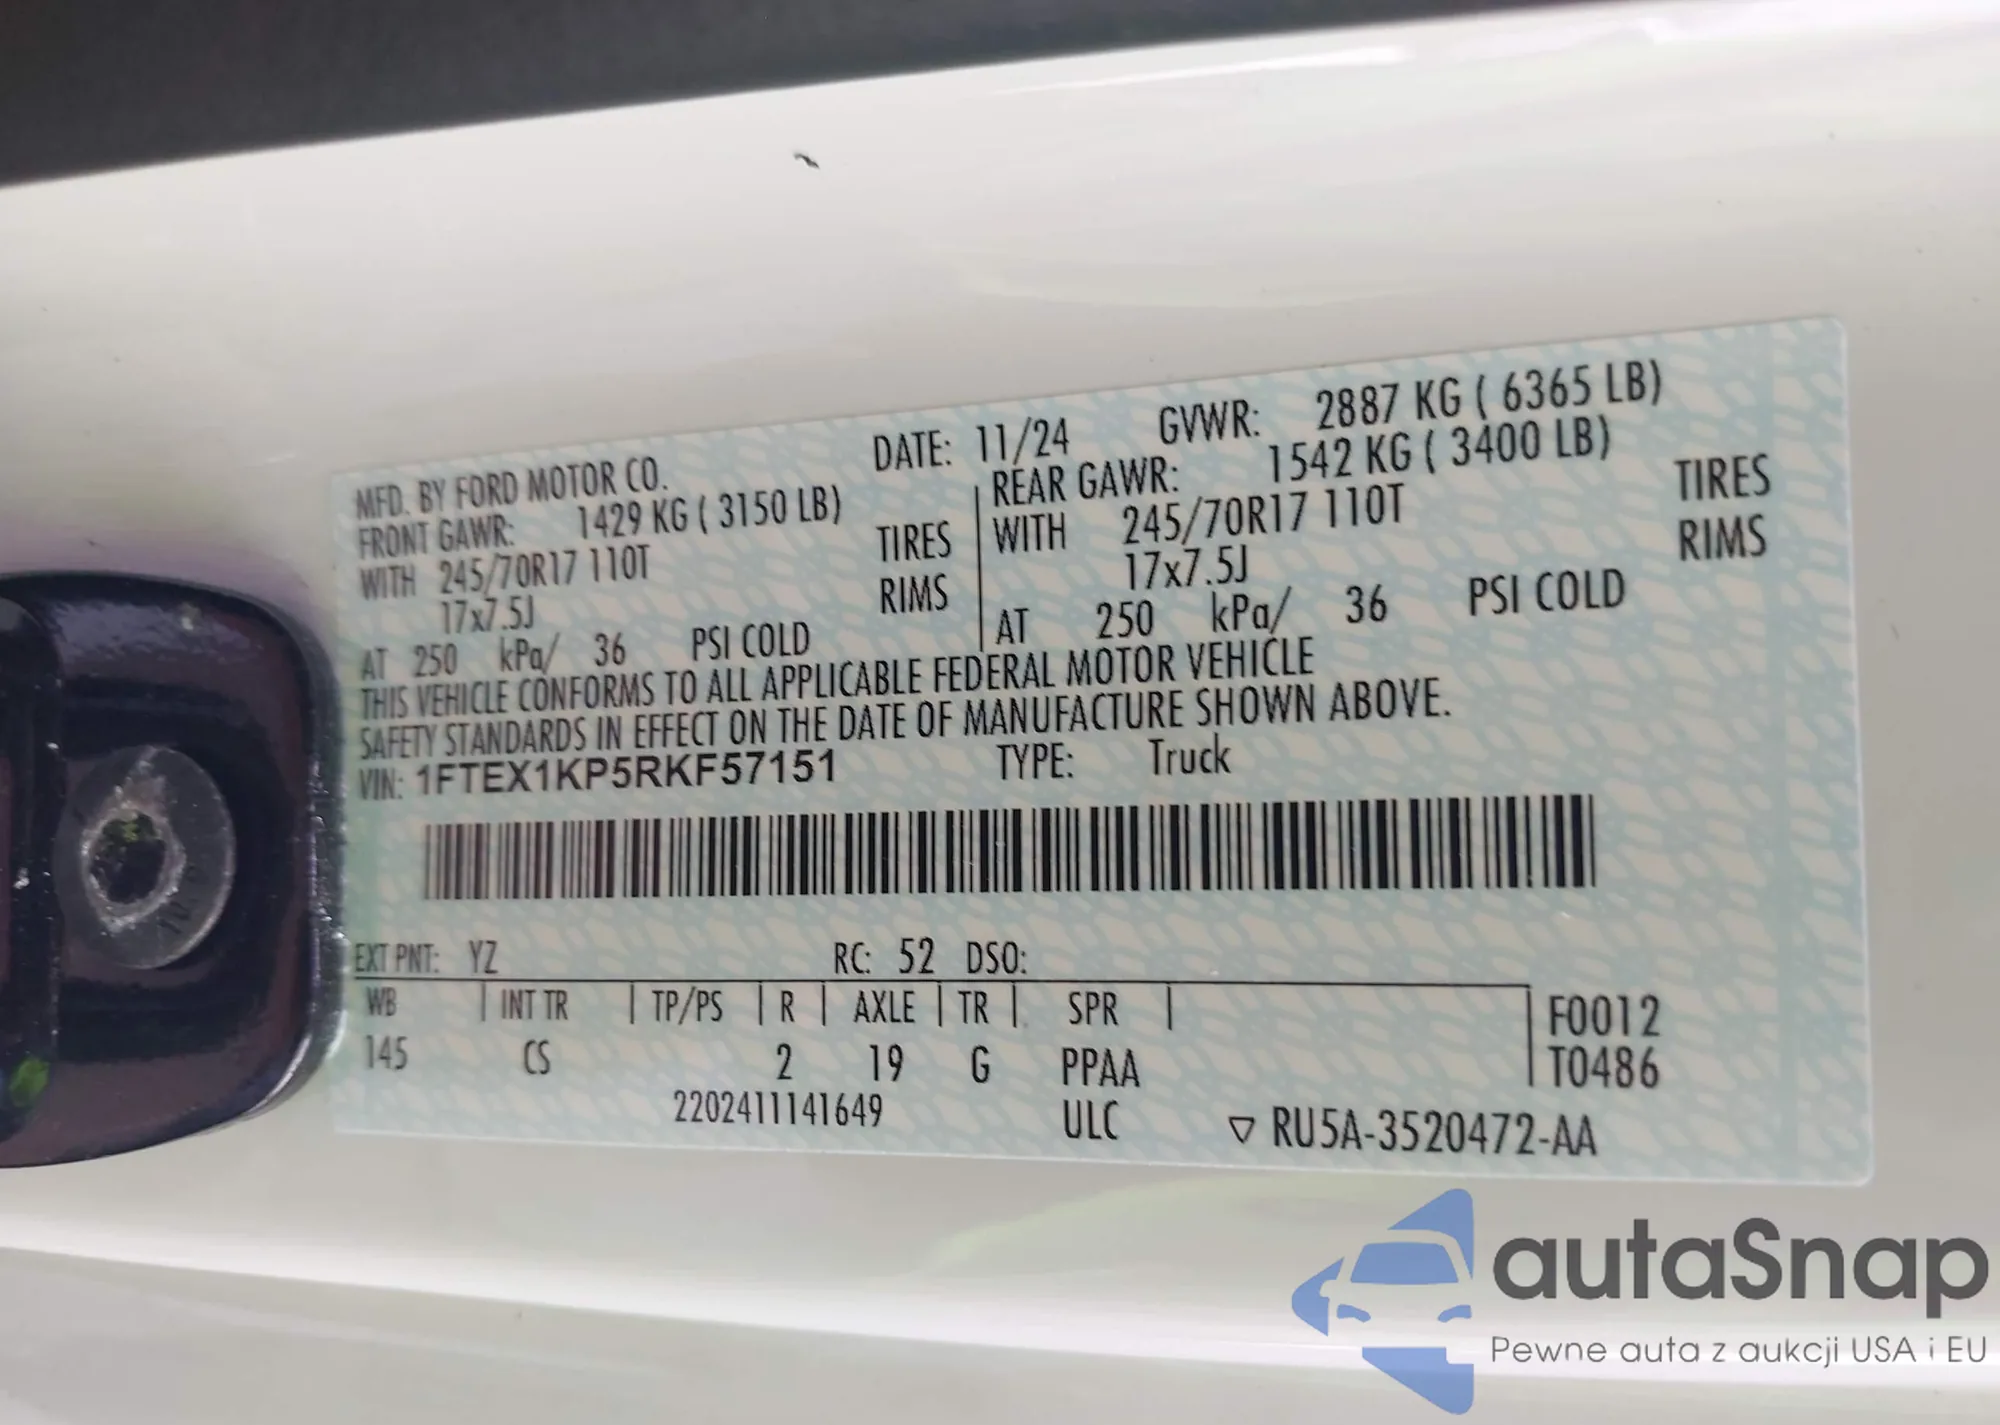 MFD. BY FORD MOTOR CO.
DATE: 11/24
GVWR: 2887 KG ( 6365 LB)
FRONT GAWR: 1429 KG ( 3150 LB)
WITH 245/70R17 110T TIRES
17x7.5J RIMS
AT 250 kPa/ 36 PSI COLD
REAR GAWR: 1542 KG ( 3400 LB)
WITH 245/70R17 110T TIRES
17x7.5J RIMS
AT 250 kPa/ 36 PSI COLD
THIS VEHICLE CONFORMS TO ALL APPLICABLE FEDERAL MOTOR VEHICLE
SAFETY STANDARDS IN EFFECT ON THE DATE OF MANUFACTURE SHOWN ABOVE.
VIN: 1FTEX1KP5RKF57151 TYPE: Truck
EXT PNT: YZ RC: 52 DSO:
WB | INT TR | TP/PS | R | AXLE | TR | SPR |
145 CS 2 19 G PPAA
F0012
T0486
2202411141649 ULC ▽ RU5A-3520472-AA
autaSnap
Pewne auta z aukcji USA i EU